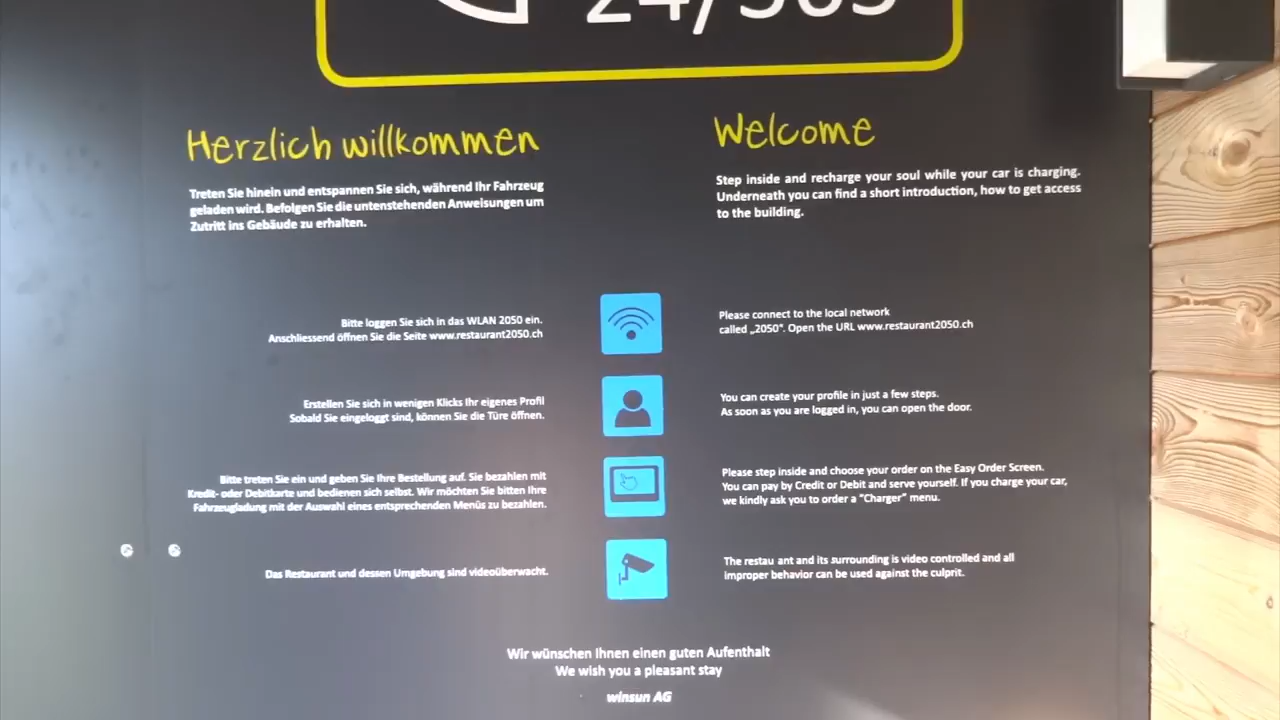 24/365
Herzlich willkommen
Treten Sie hinein und entspannen Sie sich, während Ihr Fahrzeug
geladen wird. Befolgen Sie die untenstehenden Anweisungen um
Zutritt ins Gebäude zu erhalten.
Welcome
Step inside and recharge your soul while your car is charging.
Underneath you can find a short introduction, how to get access
to the building.
Bitte loggen Sie sich in das WLAN 2050 ein.
Anschliessend öffnen Sie die Seite www.restaurant2050.ch
Please connect to the local network
called „2050“. Open the URL www.restaurant2050.ch
Erstellen Sie sich in wenigen Klicks Ihr eigenes Profil
Sobald Sie eingeloggt sind, können Sie die Türe öffnen.
You can create your profile in just a few steps.
As soon as you are logged in, you can open the door.
Bitte treten Sie ein und geben Sie Ihre Bestellung auf. Sie bezahlen mit
Kredit- oder Debitkarte und bedienen sich selbst. Wir möchten Sie bitten Ihre
Fahrzeugladung mit der Auswahl eines entsprechenden Menüs zu bezahlen.
Please step inside and choose your order on the Easy Order Screen.
You can pay by Credit or Debit and serve yourself. If you charge your car,
we kindly ask you to order a “Charger” menu.
Das Restaurant und dessen Umgebung sind videoüberwacht.
The restau ant and its surrounding is video controlled and all
improper behavior can be used against the culprit.
Wir wünschen Ihnen einen guten Aufenthalt
We wish you a pleasant stay
winsun AG